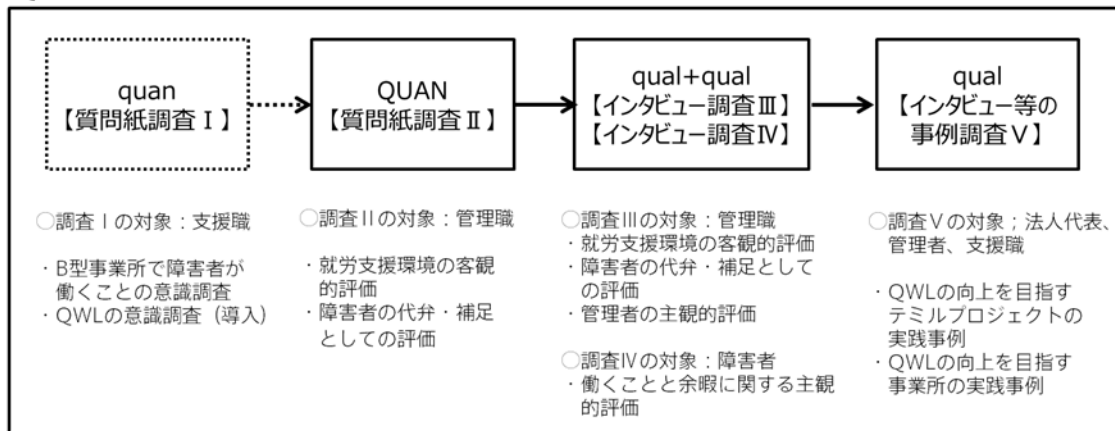 quan
【質問紙調査Ⅰ】
QUAN
【質問紙調査Ⅱ】
qual+qual
【インタビュー調査Ⅲ】
【インタビュー調査Ⅳ】
qual
【インタビュー等の
事例調査Ⅴ】
○調査Ⅰの対象：支援職
・B型事業所で障害者が
働くことの意識調査
・QWLの意識調査（導入）
○調査Ⅱの対象：管理職
・就労支援環境の客観
的評価
・障害者の代弁・補足
としての評価
○調査Ⅲの対象：管理職
・就労支援環境の客観的評価
・障害者の代弁・補足として
の評価
・管理者の主観的評価
○調査Ⅳの対象：障害者
・働くことと余暇に関する主観
的評価
○調査Ⅴの対象；法人代表、
管理者、支援職
・QWLの向上を目指す
テミルプロジェクトの
実践事例
・QWLの向上を目指す
事業所の実践事例